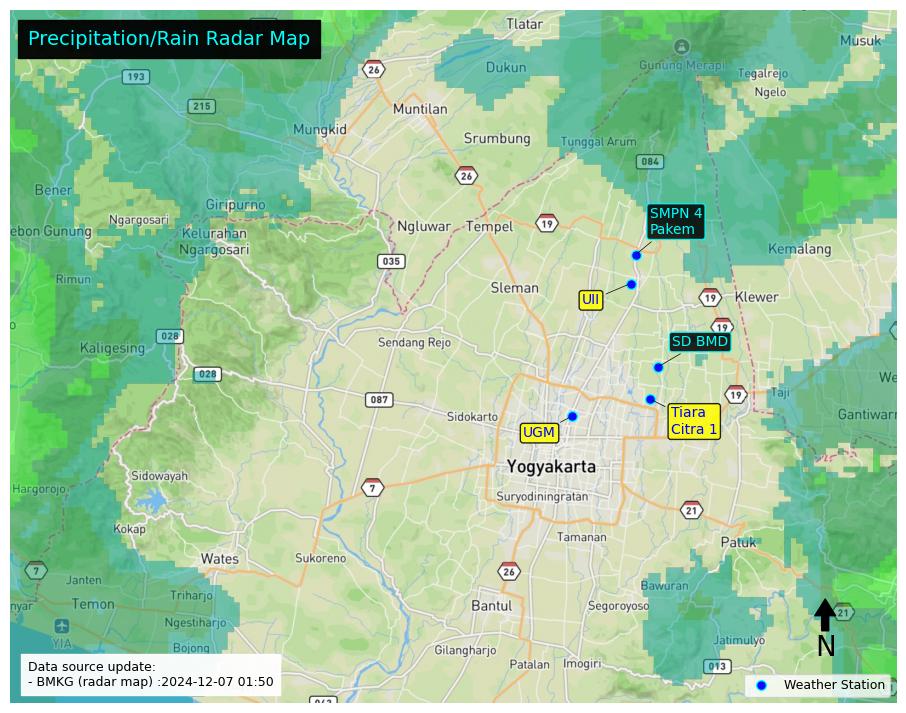 Precipitation/Rain Radar Map
Tlatar
Musuk
26
Dukun
Gunung Merapi
Tegalrejo
193
Ngelo
215
Muntilan
Mungkid
Srumbung
Tunggal Arum
084
26
Bener
Giripurno
Ngargosari
SMPN 4
Pakem
ebon Gunung
Kelurahan
Ngargosari
Ngluwar
Tempel
19
Kemalang
035
Rimun
Sleman
UII
19
Klewer
19
028
Sendang Rejo
SD BMD
Kaligesing
028
We
087
19
Taji
Sidokarto
Tiara
Citra 1
Gantiwarn
UGM
Yogyakarta
Sidowayah
Hargorojo
7
Suryodiningratan
21
Kokap
Tamanan
Patuk
Wates
Sukoreno
7
26
Janten
Bawuran
nyar
Temon
Triharjo
Bantul
Segoroyoso
21
Ngestiharjo
YIA
Jatimulyo
N
Bojong
Gilangharjo
Patalan
Imogiri
013
Data source update:
- BMKG (radar map) :2024-12-07 01:50
Weather Station